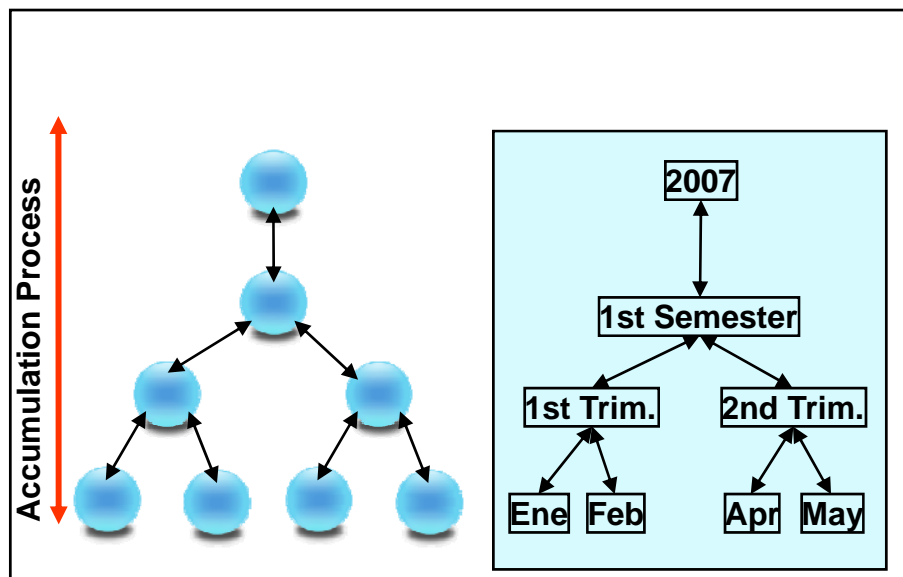 Accumulation Process
2007
1st Semester
1st Trim.
2nd Trim.
Ene
Feb
Apr
May